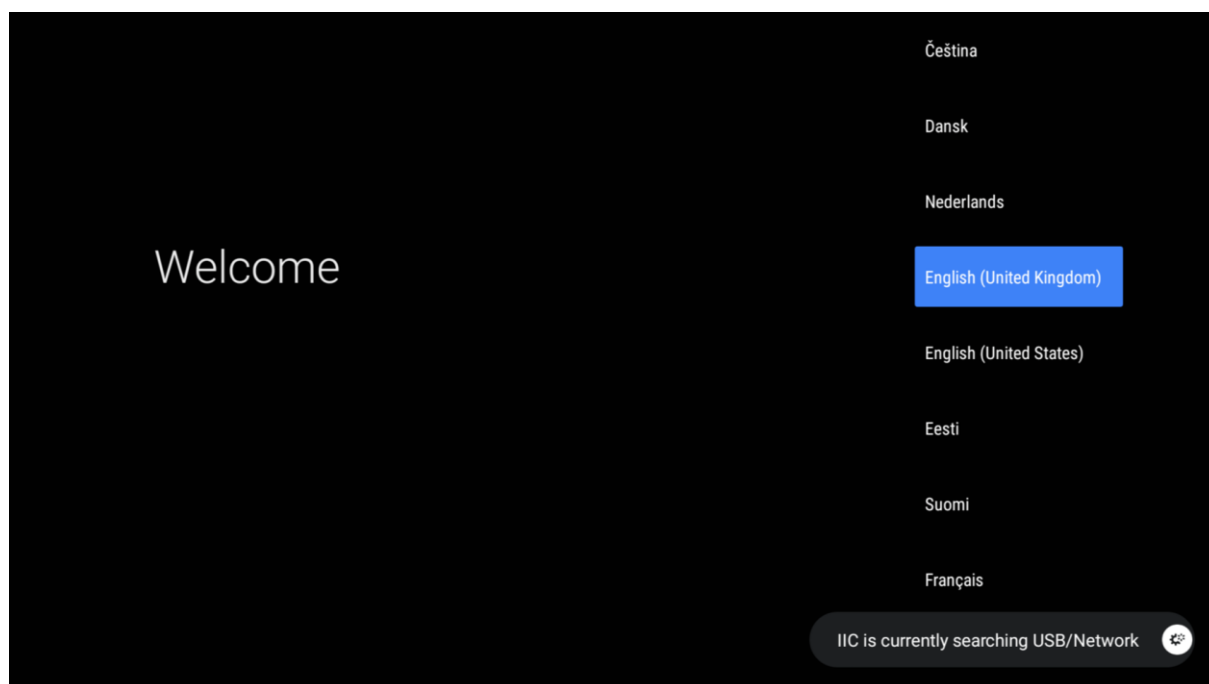 Welcome
Čeština
Dansk
Nederlands
English (United Kingdom)
English (United States)
Eesti
Suomi
Français
IIC is currently searching USB/Network